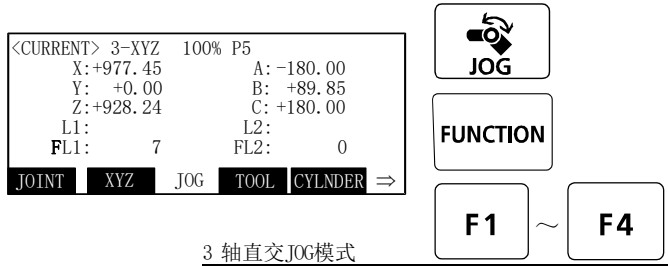 <CURRENT> 3-XYZ 100% P5
X:+977.45 A:-180.00
Y: +0.00 B: +89.85
Z:+928.24 C:+180.00
L1: L2:
FL1: 7 FL2: 0
JOINT XYZ JOG TOOL CYLNDER ⇒
JOG
FUNCTION
F1 ~ F4
3 轴直交JOG模式